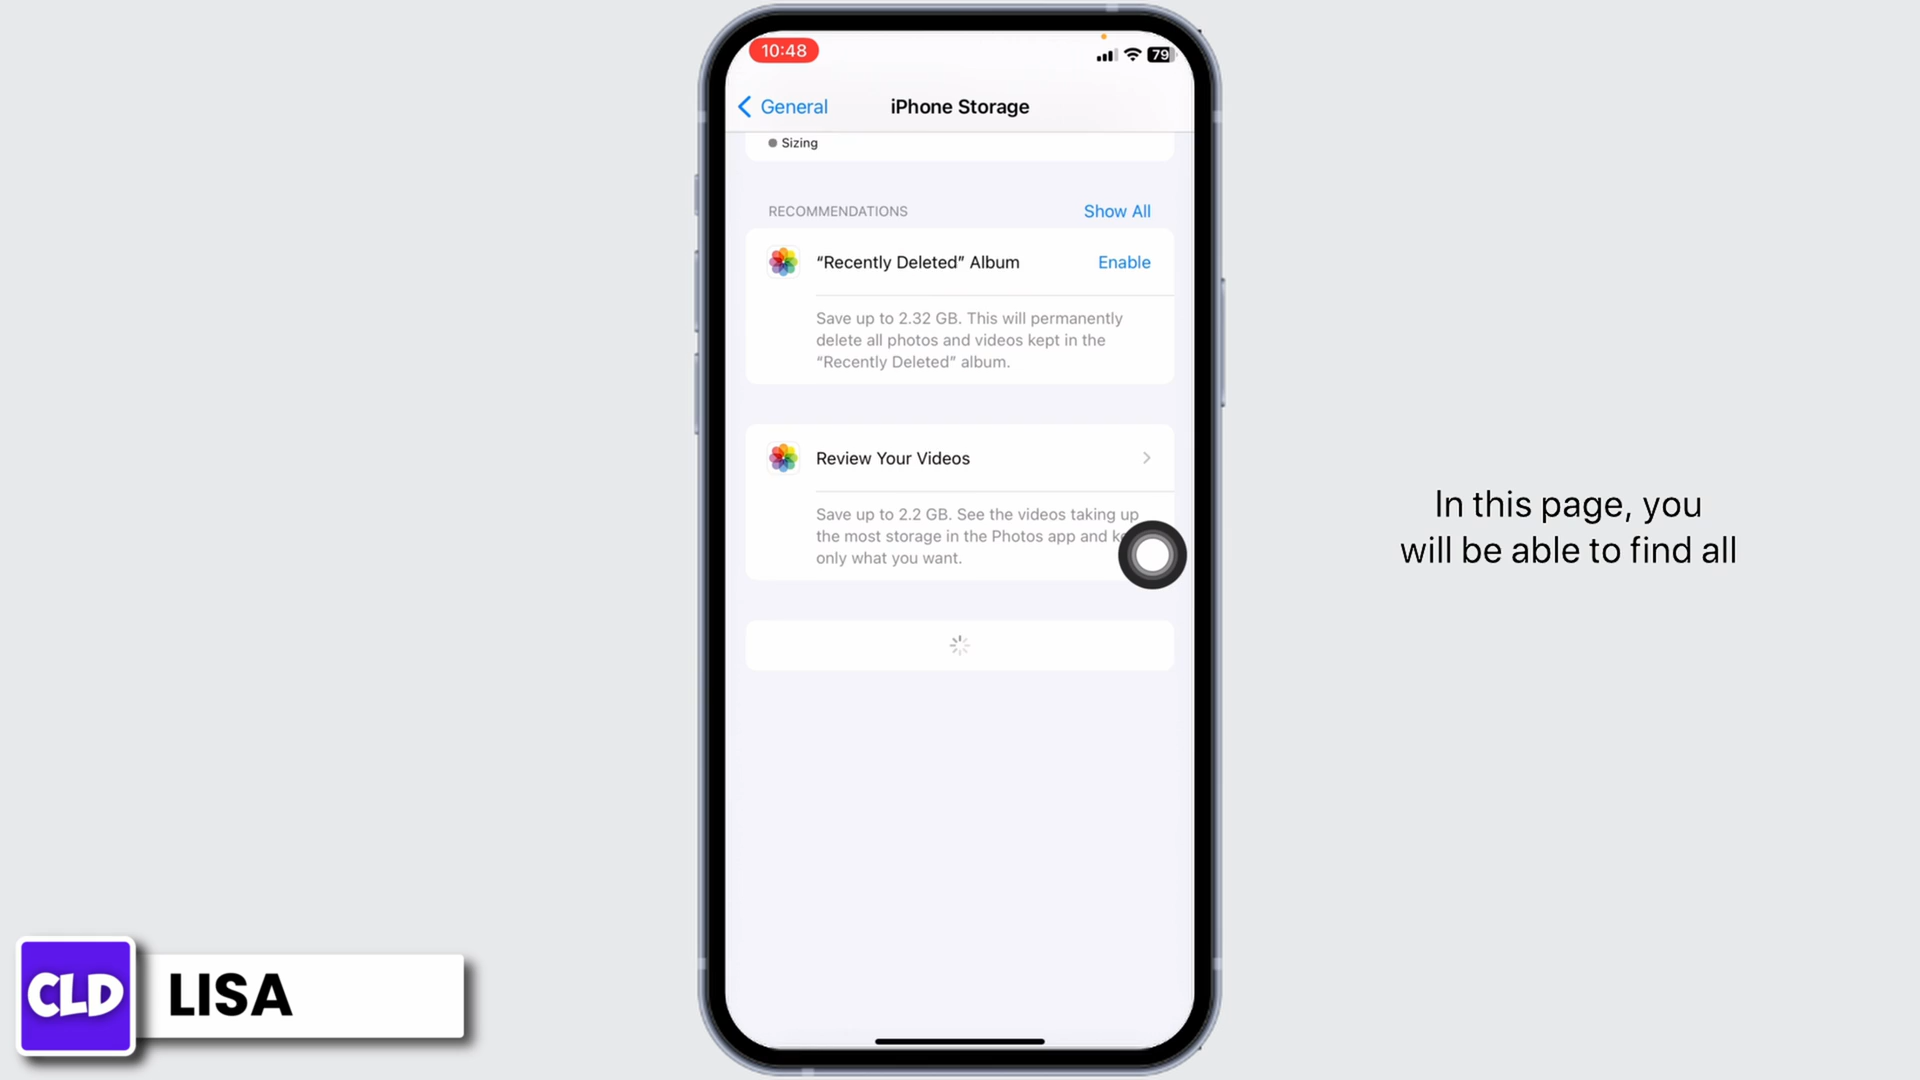 10:48
79
General
iPhone Storage
Sizing
RECOMMENDATIONS
Show All
“Recently Deleted” Album
Enable
Save up to 2.32 GB. This will permanently
delete all photos and videos kept in the
“Recently Deleted” album.
Review Your Videos
Save up to 2.2 GB. See the videos taking up
the most storage in the Photos app and
only what you want.
In this page, you
will be able to find all
CLD
LISA